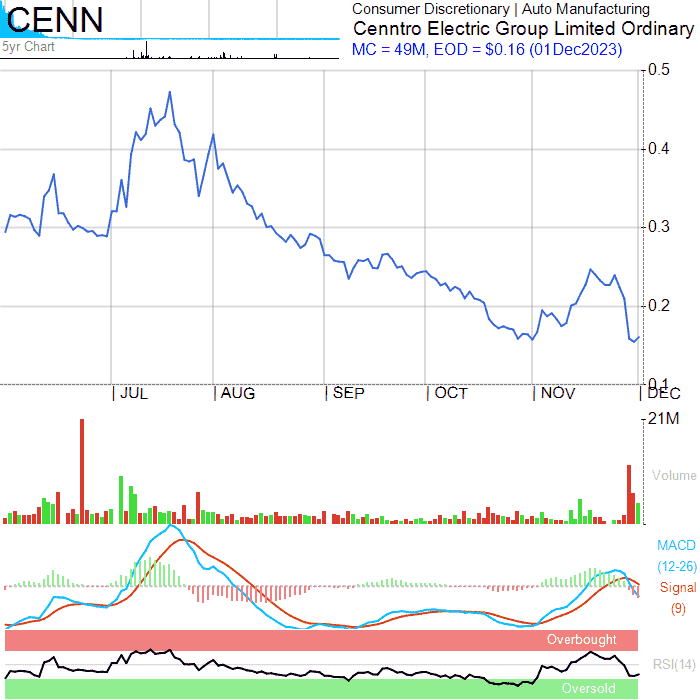 CENN
5yr Chart
Consumer Discretionary | Auto Manufacturing
Cenntro Electric Group Limited Ordinary
MC = 49M, EOD = $0.16 (01Dec2023)
0.5
0.4
0.3
0.2
0.1
JUL AUG SEP OCT NOV DEC
21M
Volume
MACD
(12-26)
Signal
(9)
Overbought
RSI(14)
Oversold